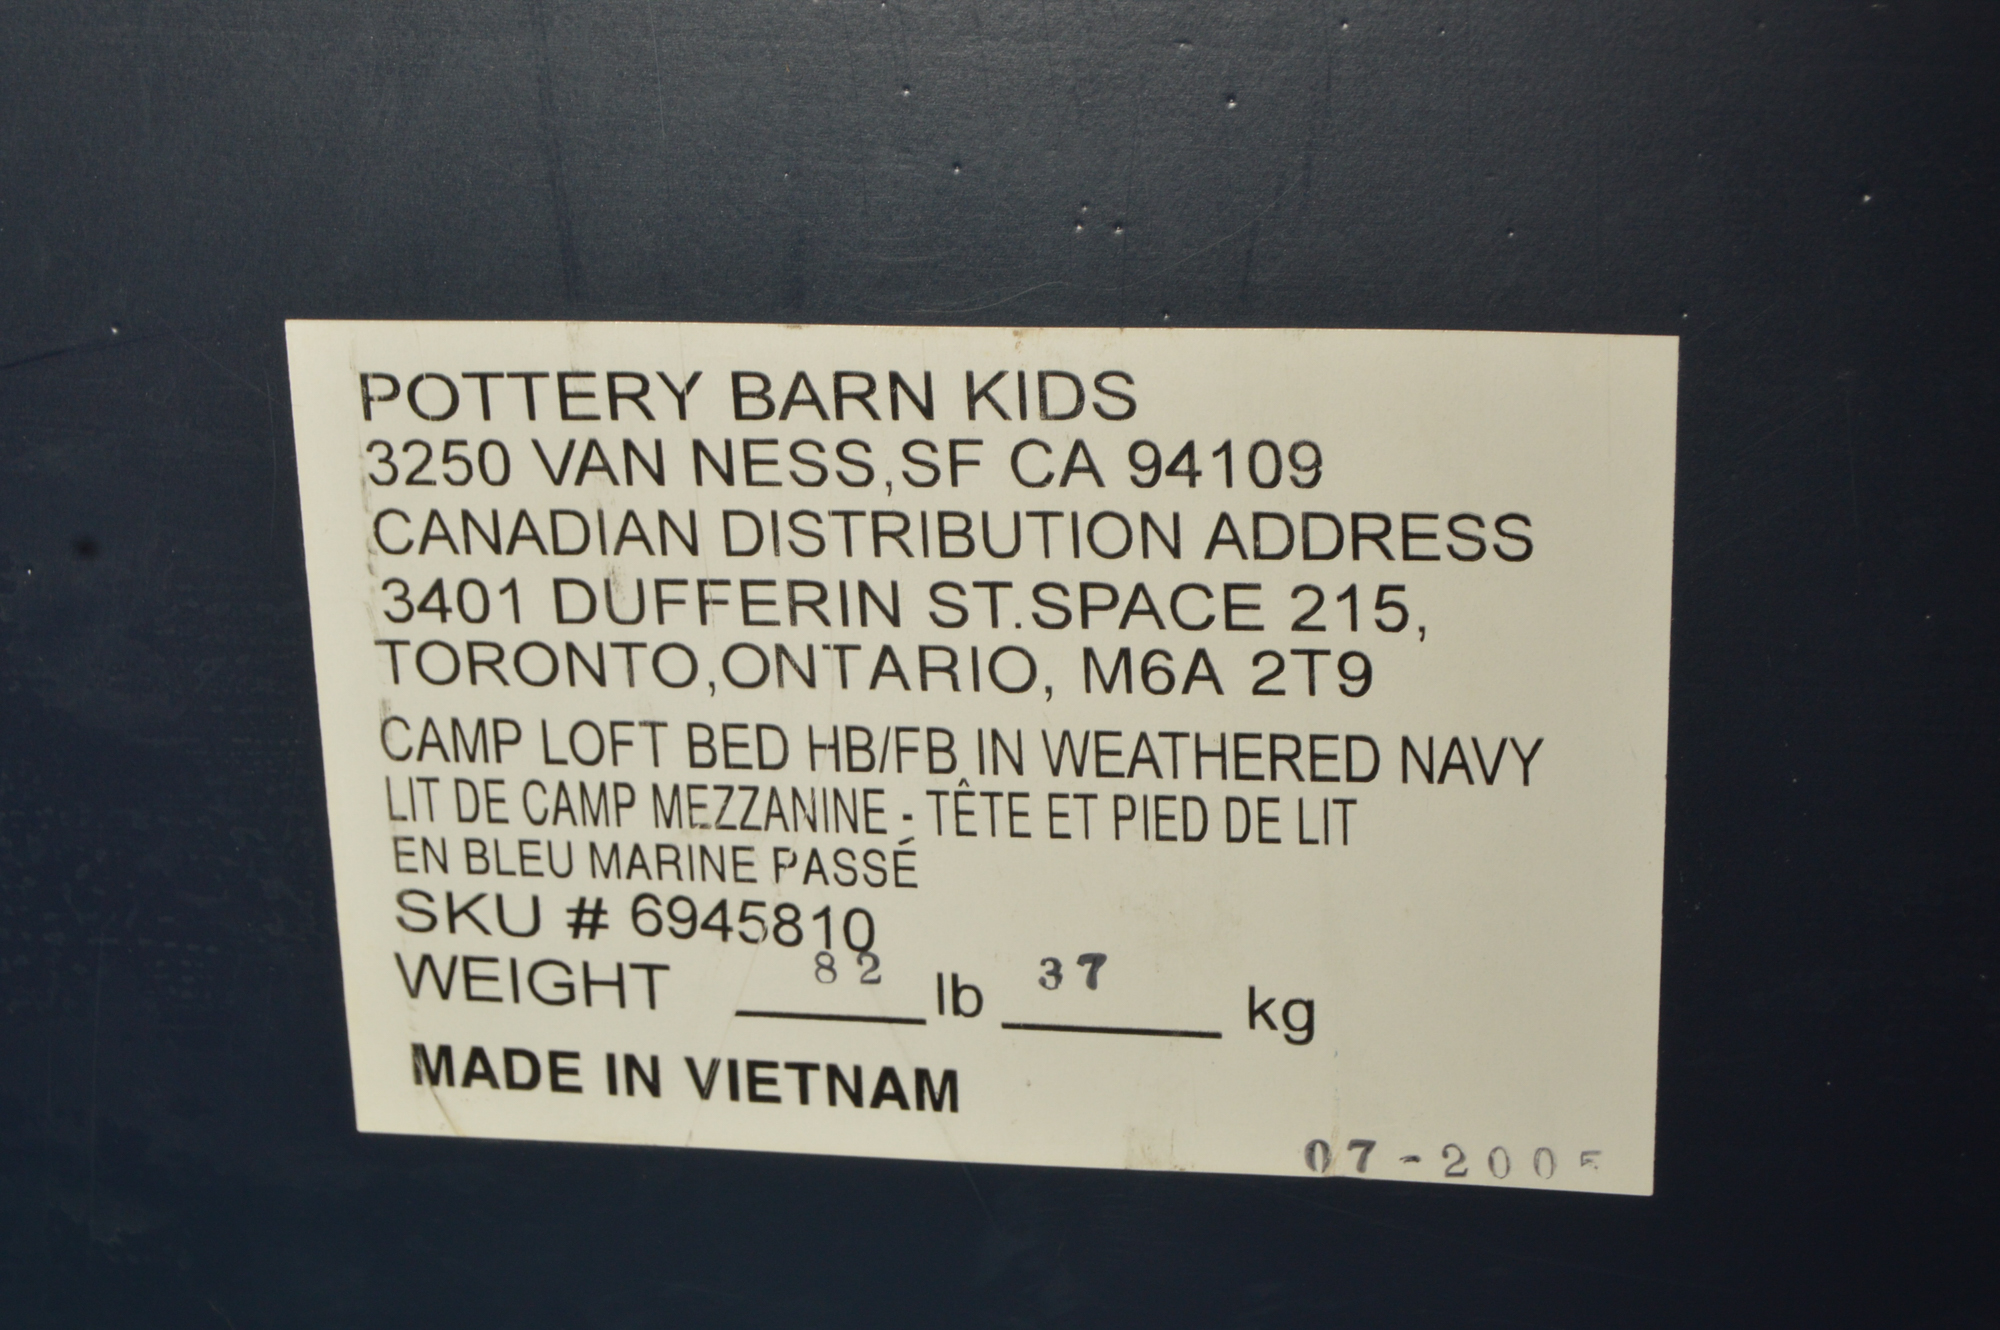 POTTERY BARN KIDS
3250 VAN NESS,SF CA 94109
CANADIAN DISTRIBUTION ADDRESS
3401 DUFFERIN ST.SPACE 215,
TORONTO,ONTARIO, M6A 2T9
CAMP LOFT BED HB/FB IN WEATHERED NAVY
LIT DE CAMP MEZZANINE - TÊTE ET PIED DE LIT
EN BLEU MARINE PASSÉ
SKU # 6945810
WEIGHT 82 lb 37 kg
MADE IN VIETNAM
07-2005